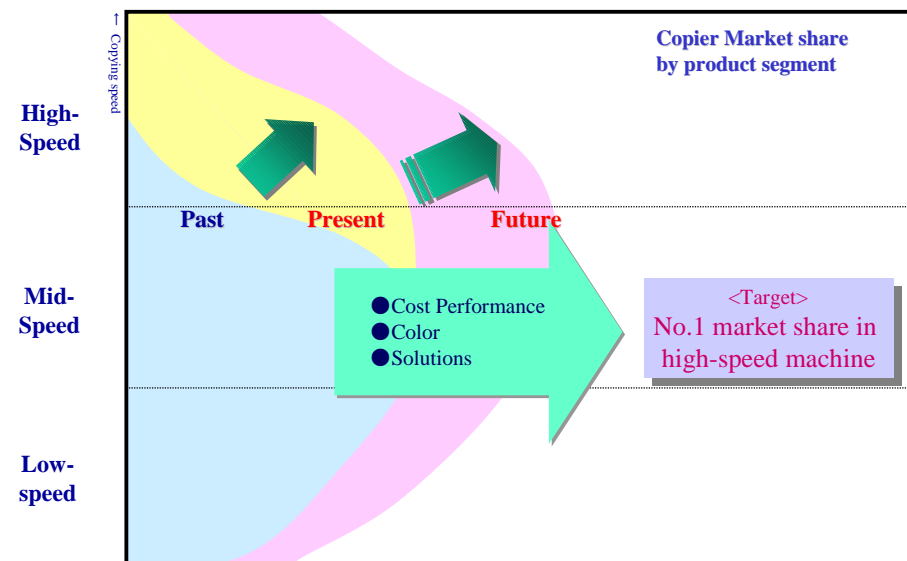 Copier Market share
by product segment
← Copying speed
High-
Speed
Past
Present
Future
Mid-
Speed
●Cost Performance
●Color
●Solutions
<Target>
No.1 market share in
high-speed machine
Low-
speed